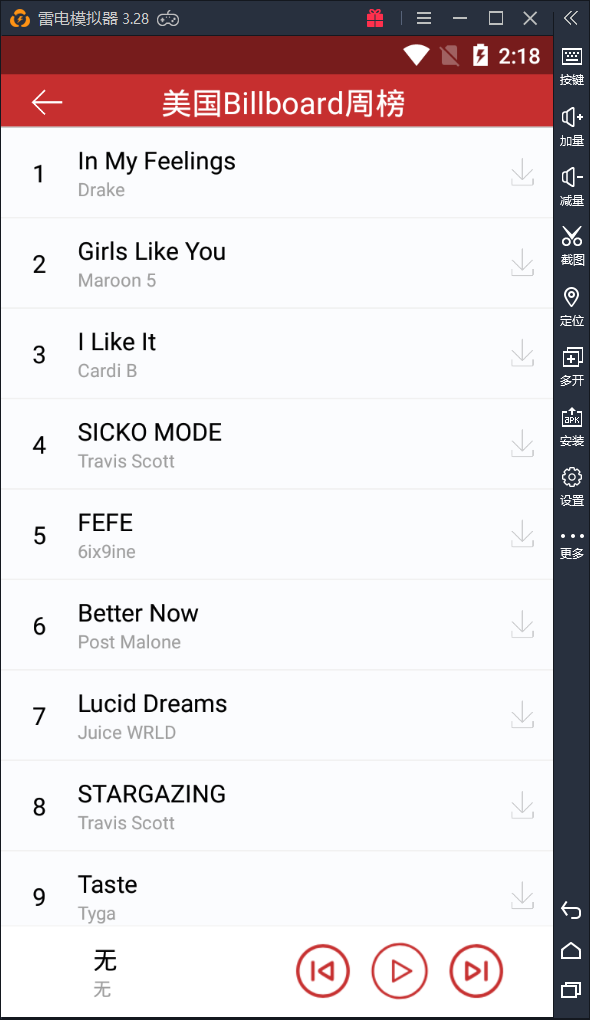 雷电模拟器 3.28
2:18
美国Billboard周榜
1
In My Feelings
Drake
2
Girls Like You
Maroon 5
3
I Like It
Cardi B
4
SICKO MODE
Travis Scott
5
FEFE
6ix9ine
6
Better Now
Post Malone
7
Lucid Dreams
Juice WRLD
8
STARGAZING
Travis Scott
9
Taste
Tyga
无
无
按键
加量
减量
截图
定位
多开
APK
安装
设置
更多